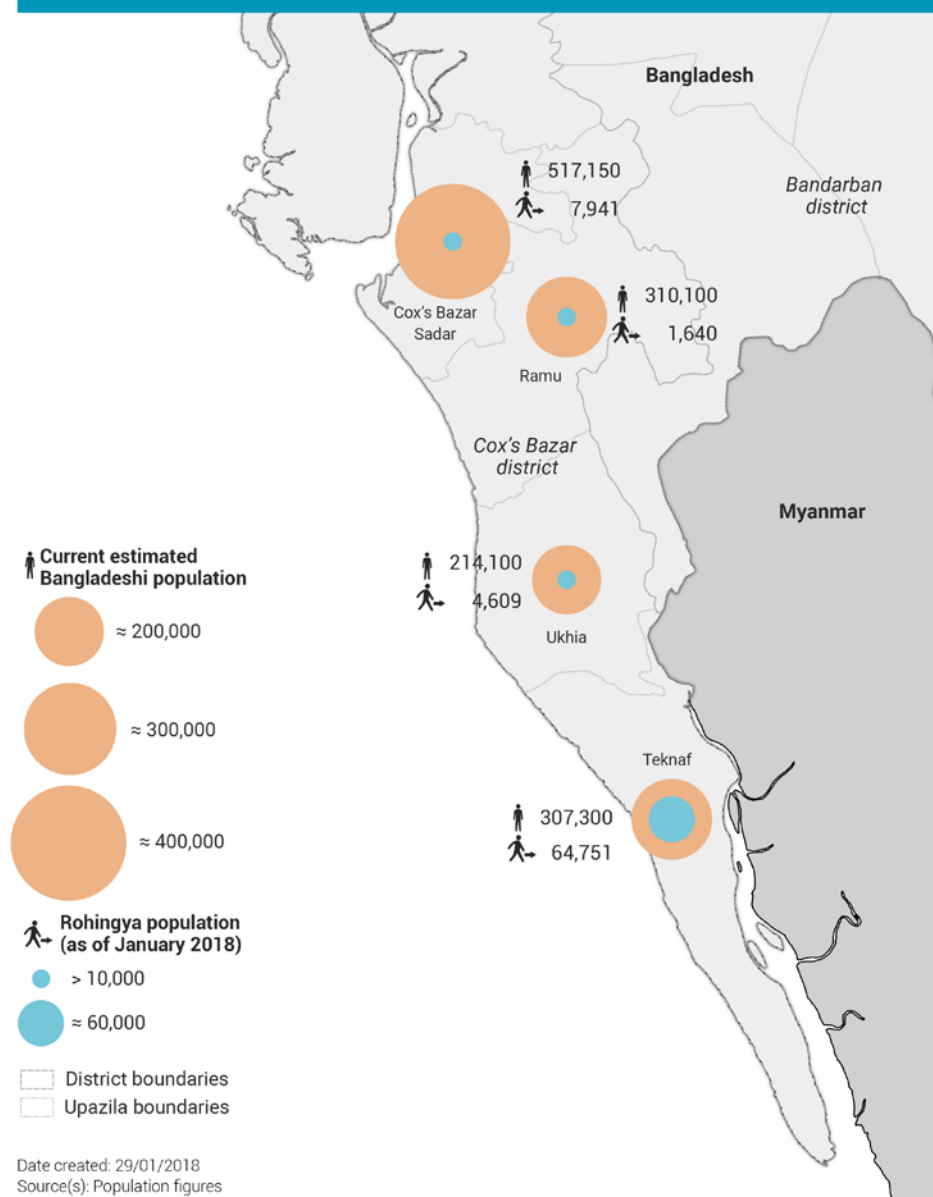 Bangladesh
517,150
7,941
Bandarban
district
310,100
1,640
Cox's Bazar
Sadar
Ramu
Cox's Bazar
district
Myanmar
214,100
4,609
Ukhia
Teknaf
307,300
64,751
Current estimated
Bangladeshi population
≈ 200,000
≈ 300,000
≈ 400,000
Rohingya population
(as of January 2018)
> 10,000
≈ 60,000
District boundaries
Upazila boundaries
Date created: 29/01/2018
Source(s): Population figures